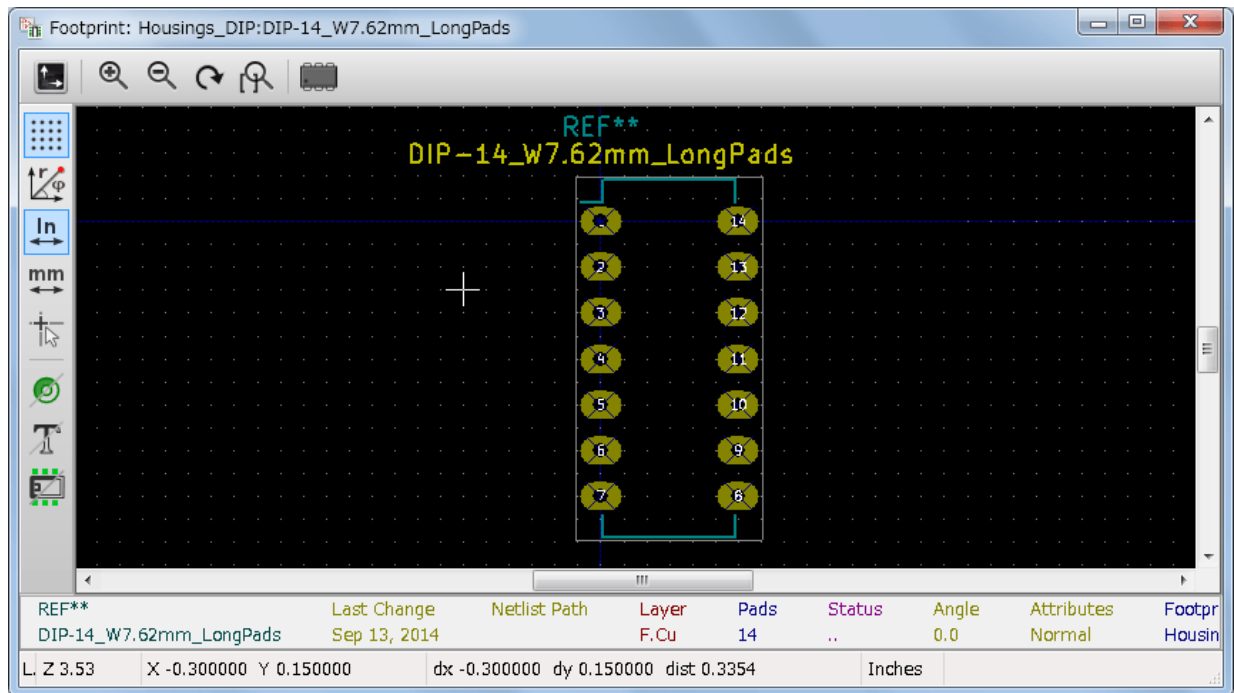 Footprint: Housings_DIP:DIP-14_W7.62mm_LongPads
In
mm
REF**
DIP-14_W7.62mm_LongPads
1 14
2 13
3 12
4 11
5 10
6 9
7 8
REF** Last Change Netlist Path Layer Pads Status Angle Attributes Footpr
DIP-14_W7.62mm_LongPads Sep 13, 2014 F.Cu 14 .. 0.0 Normal Housin
L. Z 3.53 X -0.300000 Y 0.150000 dx -0.300000 dy 0.150000 dist 0.3354 Inches